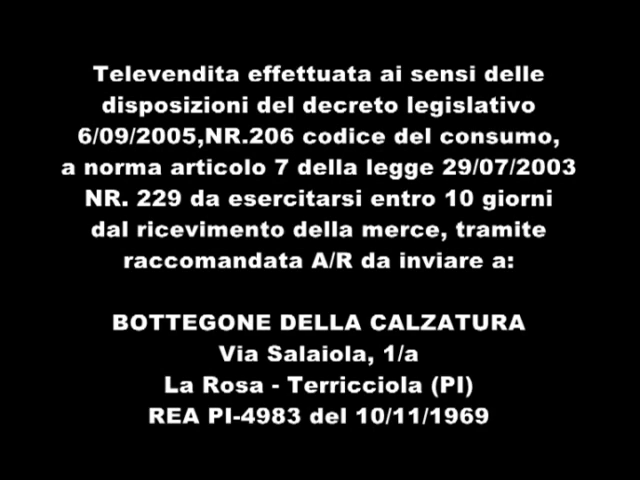 Televendita effettuata ai sensi delle
disposizioni del decreto legislativo
6/09/2005,NR.206 codice del consumo,
a norma articolo 7 della legge 29/07/2003
NR. 229 da esercitarsi entro 10 giorni
dal ricevimento della merce, tramite
raccomandata A/R da inviare a:
BOTTEGONE DELLA CALZATURA
Via Salaiola, 1/a
La Rosa - Terricciola (PI)
REA PI-4983 del 10/11/1969